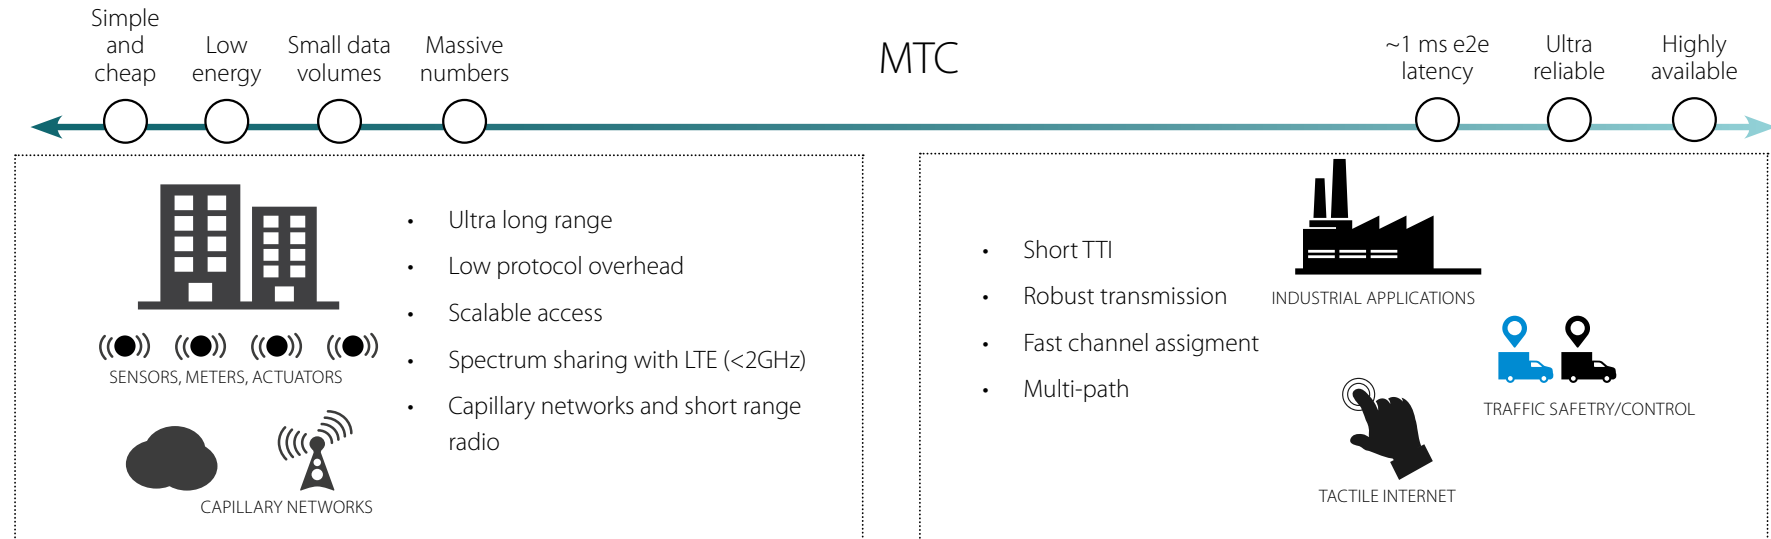 Simple
and
cheap
Low
energy
Small data
volumes
Massive
numbers
MTC
~1 ms e2e
latency
Ultra
reliable
Highly
available
• Ultra long range
• Low protocol overhead
• Scalable access
• Spectrum sharing with LTE (<2GHz)
• Capillary networks and short range
radio
SENSORS, METERS, ACTUATORS
CAPILLARY NETWORKS
• Short TTI
• Robust transmission
• Fast channel assigment
• Multi-path
INDUSTRIAL APPLICATIONS
TRAFFIC SAFETRY/CONTROL
TACTILE INTERNET